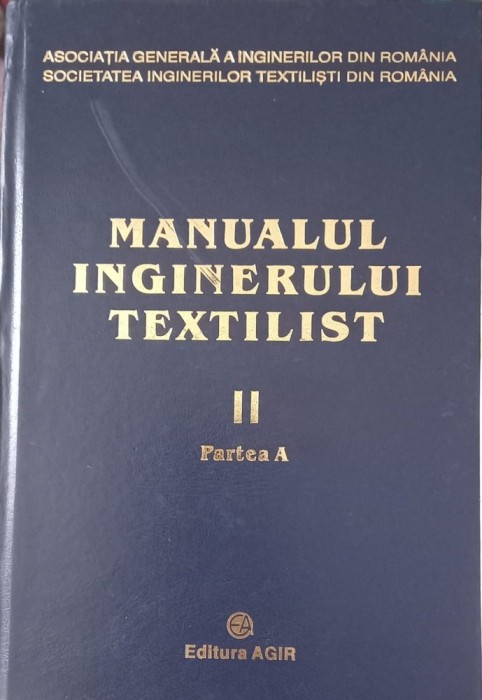 ASOCIAȚIA GENERALĂ A INGINERILOR DIN ROMÂNIA
SOCIETATEA INGINERILOR TEXTILIȘTI DIN ROMÂNIA
MANUALUL
INGINERULUI
TEXTILIST
II
Partea A
EA
Editura AGIR